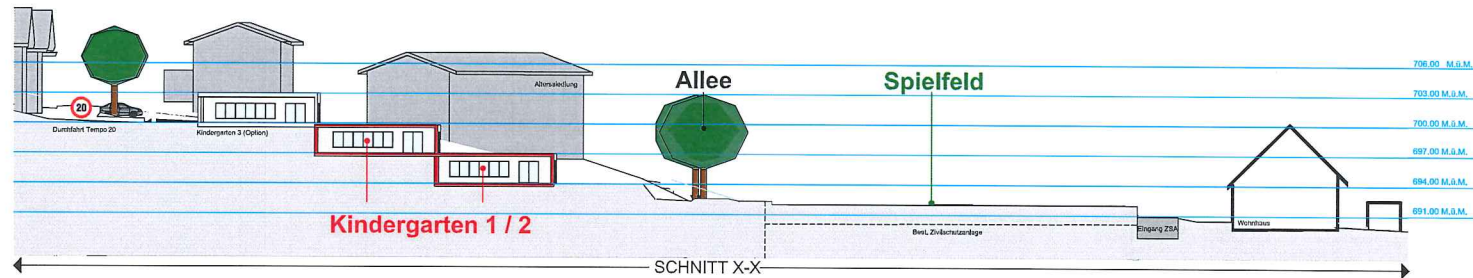 706.00 M.ü.M.
Allee
Spielfeld
Alterssiedlung
703.00 M.ü.M.
20
Durchfahrt Tempo 20
Kindergarten 3 (Option)
700.00 M.ü.M.
697.00 M.ü.M.
694.00 M.ü.M.
Kindergarten 1 / 2
691.00 M.ü.M.
Best. Zivilschutzanlage
Eingang ZSA
Wohnhaus
SCHNITT X-X